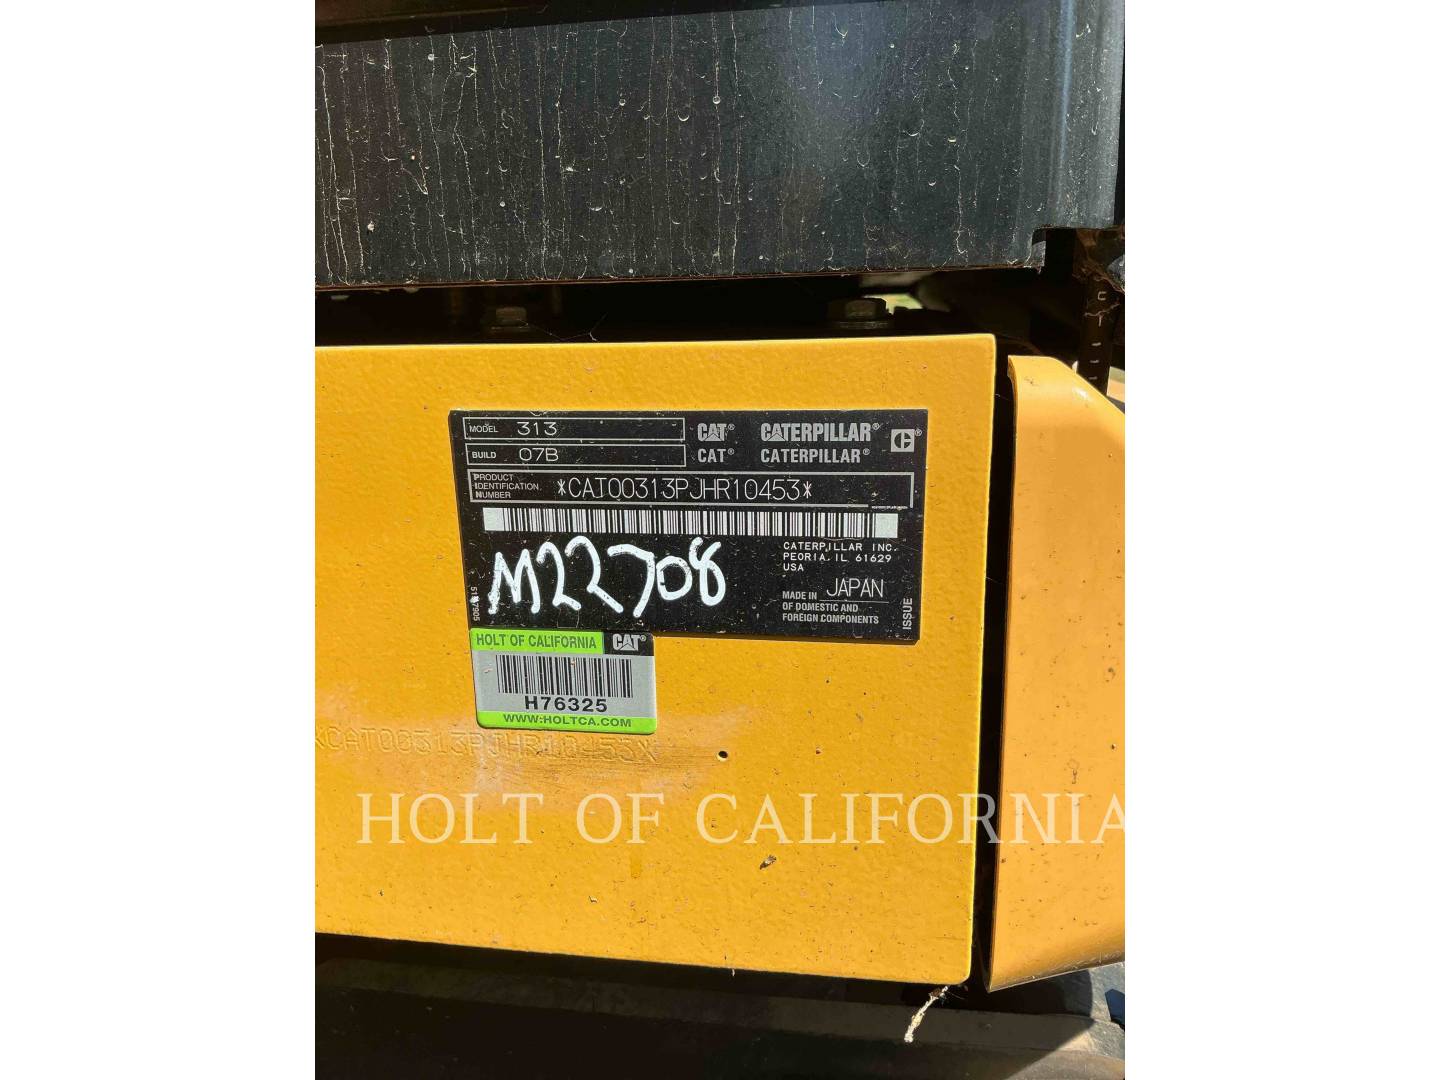 MODEL 313 CAT® CATERPILLAR®
BUILD 07B CAT® CATERPILLAR®
PRODUCT IDENTIFICATION NUMBER *CAT00313PJHR10453*
CATERPILLAR INC.
PEORIA, IL 61629
USA
M22708
MADE IN JAPAN
OF DOMESTIC AND
FOREIGN COMPONENTS
ISSUE
HOLT OF CALIFORNIA CAT®
H76325
WWW.HOLTCA.COM
*CAT00313PJHR10453*
HOLT OF CALIFORNIA